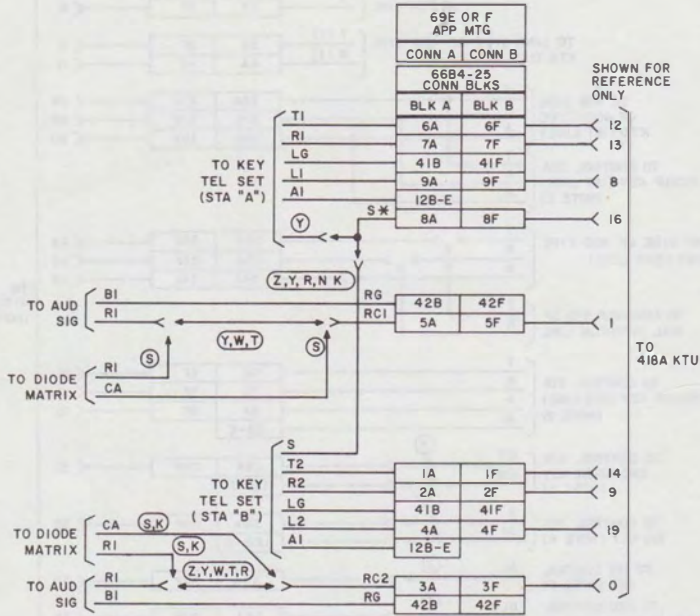 69E OR F
APP MTG
CONN A CONN B
66B4-25
CONN BLKS
BLK A BLK B
SHOWN FOR
REFERENCE
ONLY
T1 6A 6F 12
R1 7A 7F 13
LG 41B 41F
L1 9A 9F 8
A1 12B-E
S* 8A 8F 16
TO KEY
TEL SET
(STA "A")
Y
Z,Y,R,N K
TO AUD
SIG
B1 RG 42B 42F
R1 RC1 5A 5F 1
Y,W,T
S
S
TO
418A KTU
TO DIODE
MATRIX
R1
CA
S
T2 1A 1F 14
R2 2A 2F 9
LG 41B 41F
L2 4A 4F 19
A1 12B-E
TO KEY
TEL SET
(STA "B")
TO DIODE
MATRIX
CA S,K
R1 S,K
Z,Y,W,T,R
TO AUD
SIG
R1 RC2 3A 3F 0
B1 RG 42B 42F